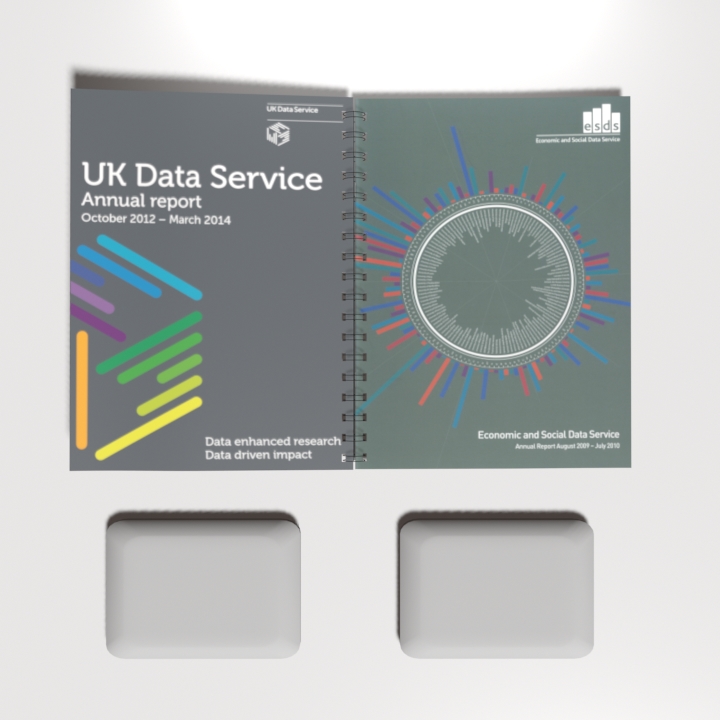 UK Data Service
UK Data Service
Annual report
October 2012 – March 2014
Data enhanced research
Data driven impact
esds
Economic and Social Data Service
Economic and Social Data Service
Annual Report August 2009 – July 2010